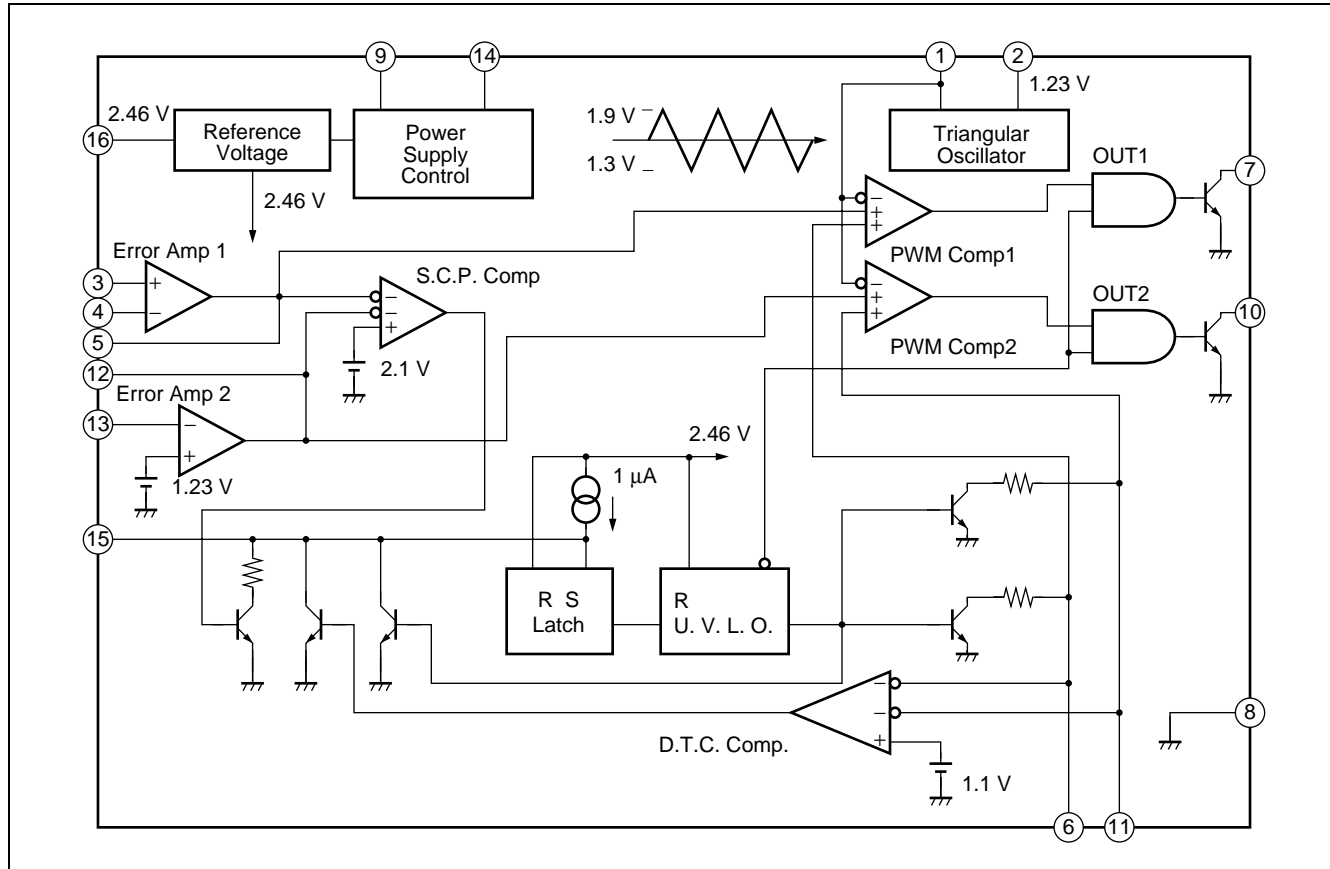 9
14
1
2
1.23 V
2.46 V
16
Reference
Voltage
Power
Supply
Control
1.9 V
1.3 V
Triangular
Oscillator
OUT1
7
2.46 V
Error Amp 1
S.C.P. Comp
PWM Comp1
3
+
4
−
5
−
−
+
−
+
+
−
+
+
OUT2
10
12
2.1 V
PWM Comp2
Error Amp 2
13
−
+
1.23 V
2.46 V
1 µA
15
R S
Latch
R
U. V. L. O.
−
−
+
D.T.C. Comp.
1.1 V
8
6
11